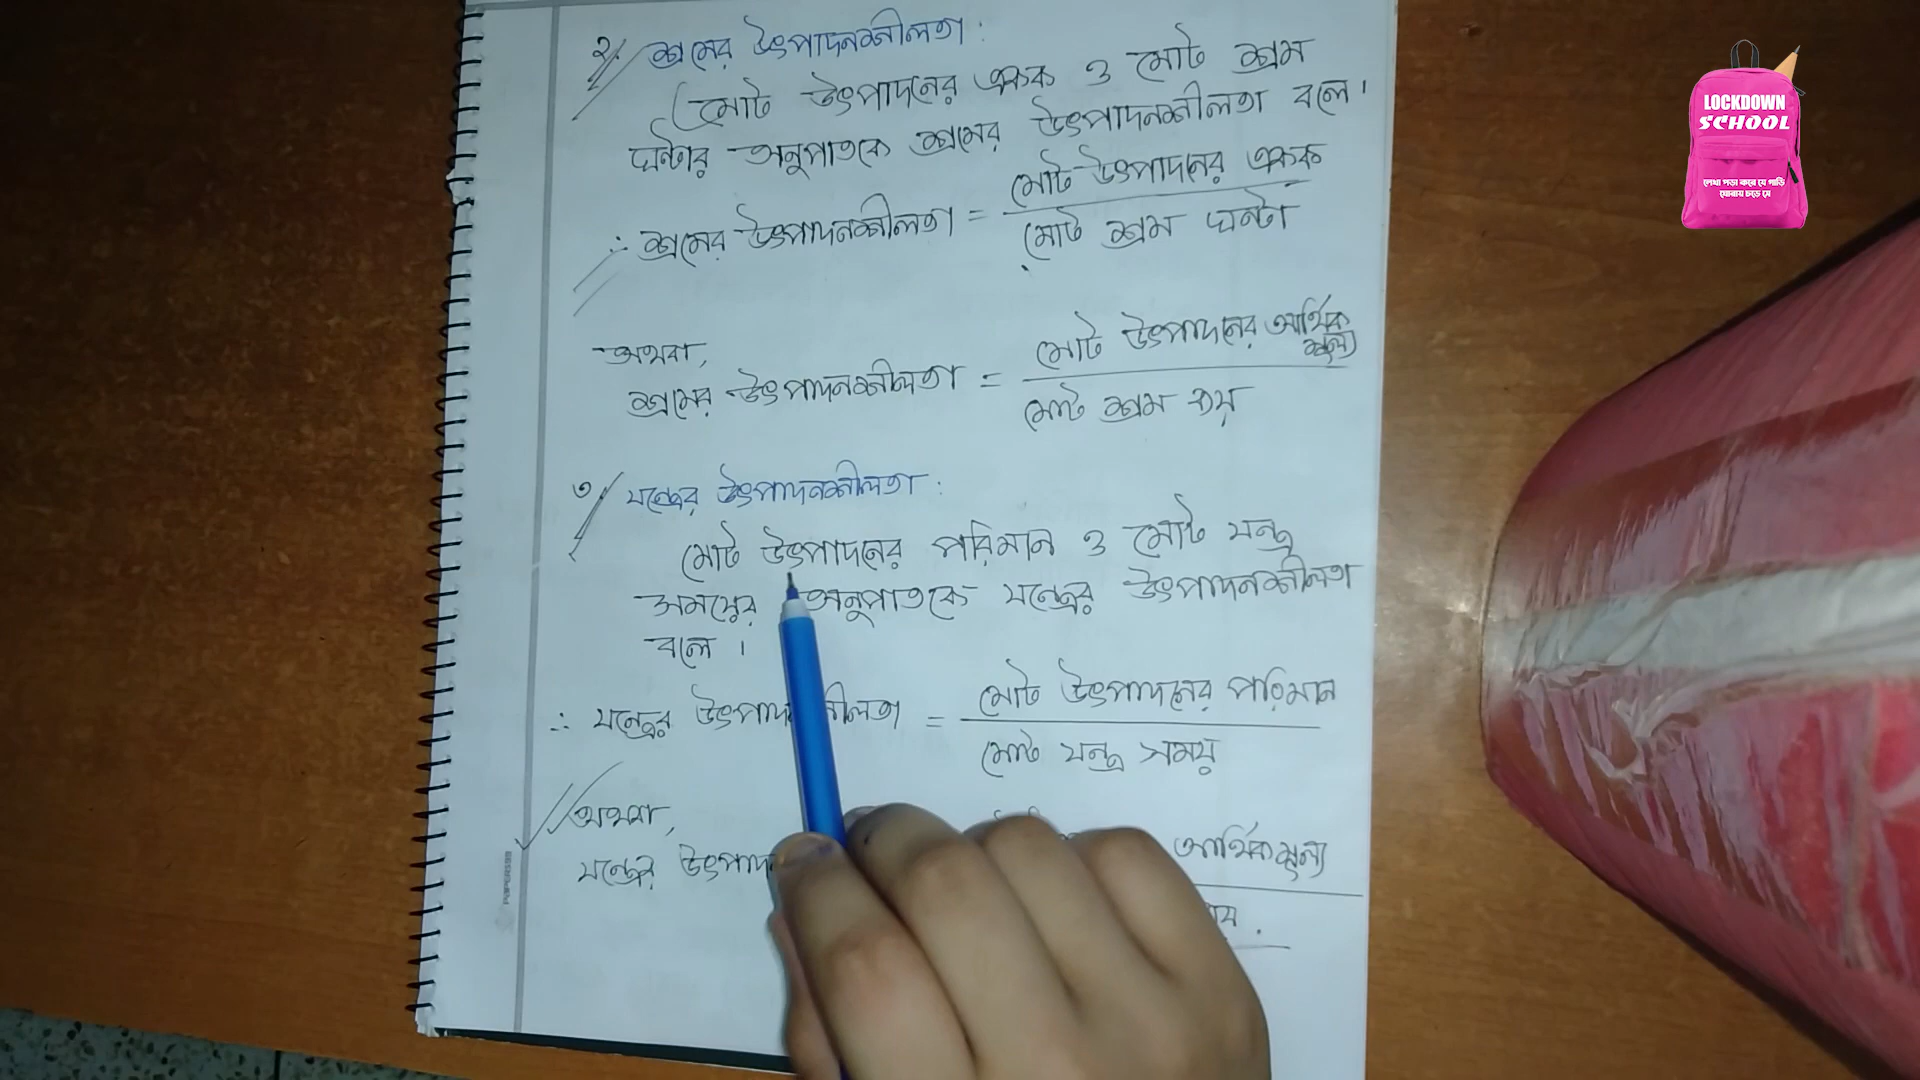 ২// শ্রমের উৎপাদনশীলতা :
মোট উৎপাদনের একক ও মোট শ্রম
ঘন্টার অনুপাতকে শ্রমের উৎপাদনশীলতা বলে।
∴ শ্রমের উৎপাদনশীলতা = মোট উৎপাদনের একক
মোট শ্রম ঘন্টা
অথবা,
শ্রমের উৎপাদনশীলতা = মোট উৎপাদনের আর্থিক মূল্য
মোট শ্রম ব্যয়
৩// যন্ত্রের উৎপাদনশীলতা :
মোট উৎপাদনের পরিমান ও মোট যন্ত্র
সময়ের অনুপাতকে যন্ত্রের উৎপাদনশীলতা
বলে।
∴ যন্ত্রের উৎপাদনশীলতা = মোট উৎপাদনের পরিমান
মোট যন্ত্র সময়
অথবা,
যন্ত্রের উৎপাদ আর্থিক মূল্য
LOCKDOWN
SCHOOL
লেখা পড়া করে যে গাড়ি
ঘোড়ায় চড়ে সে